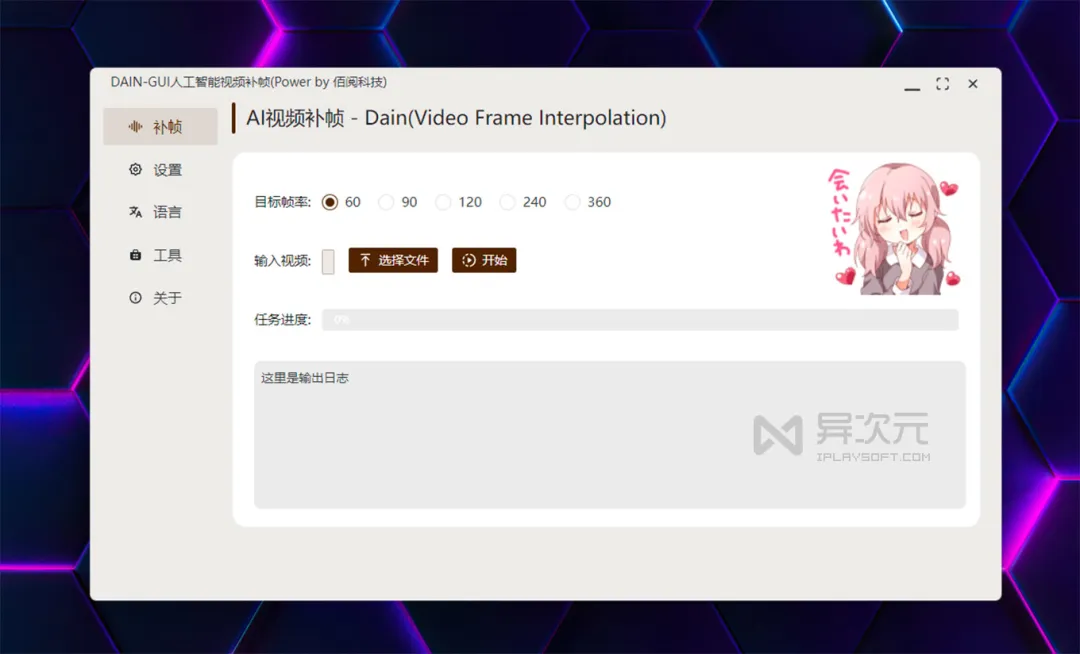 DAIN-GUI人工智能视频补帧(Power by 佰阅科技)
补帧
设置
语言
工具
关于
AI视频补帧 - Dain(Video Frame Interpolation)
目标帧率: 60 90 120 240 360
输入视频: 选择文件 开始
任务进度: 0%
这里是输出日志
会いたいわ
异次元
IPLAYSOFT.COM